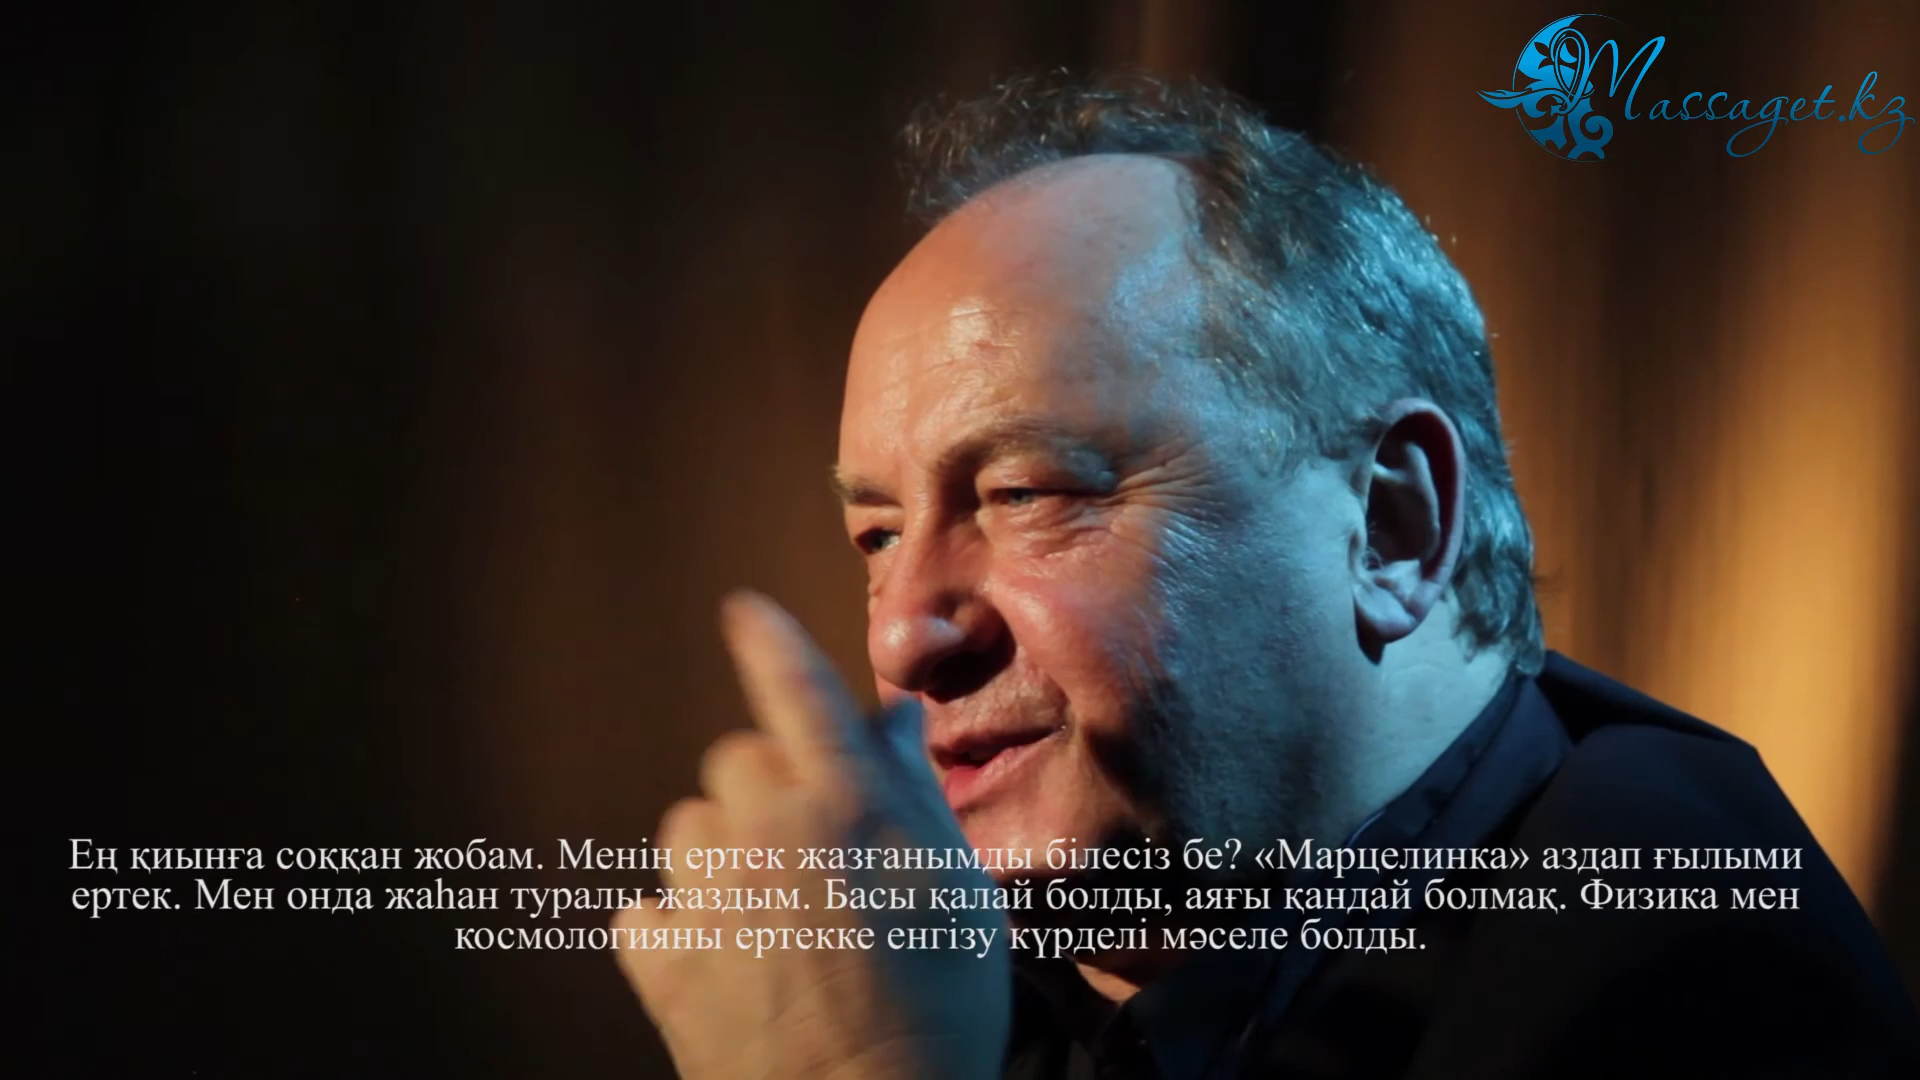 Massaget.kz
Ең қиынға соққан жобам. Менің ертек жазғанымды білесіз бе? «Марцелинка» аздап ғылыми
ертек. Мен онда жаһан туралы жаздым. Басы қалай болды, аяғы қандай болмақ. Физика мен
космологияны ертекке енгізу күрделі мәселе болды.